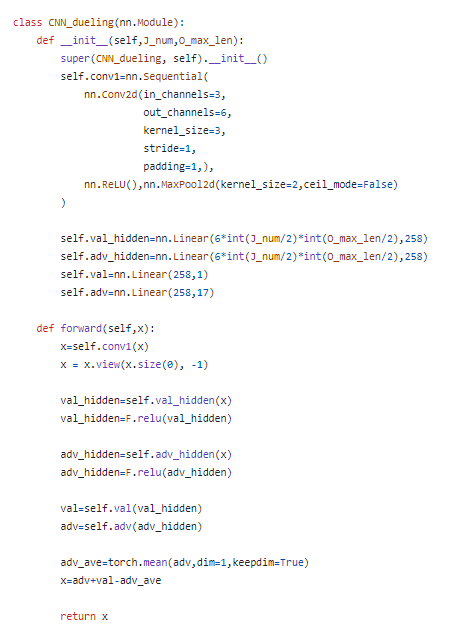 class CNN_dueling(nn.Module):
    def __init__(self,J_num,O_max_len):
        super(CNN_dueling, self).__init__()
        self.conv1=nn.Sequential(
            nn.Conv2d(in_channels=3,
                      out_channels=6,
                      kernel_size=3,
                      stride=1,
                      padding=1,),
            nn.ReLU(),nn.MaxPool2d(kernel_size=2,ceil_mode=False)
        )
        self.val_hidden=nn.Linear(6*int(J_num/2)*int(O_max_len/2),258)
        self.adv_hidden=nn.Linear(6*int(J_num/2)*int(O_max_len/2),258)
        self.val=nn.Linear(258,1)
        self.adv=nn.Linear(258,17)
    def forward(self,x):
        x=self.conv1(x)
        x = x.view(x.size(0), -1)
        val_hidden=self.val_hidden(x)
        val_hidden=F.relu(val_hidden)
        adv_hidden=self.adv_hidden(x)
        adv_hidden=F.relu(adv_hidden)
        val=self.val(val_hidden)
        adv=self.adv(adv_hidden)
        adv_ave=torch.mean(adv,dim=1,keepdim=True)
        x=adv+val-adv_ave
        return x